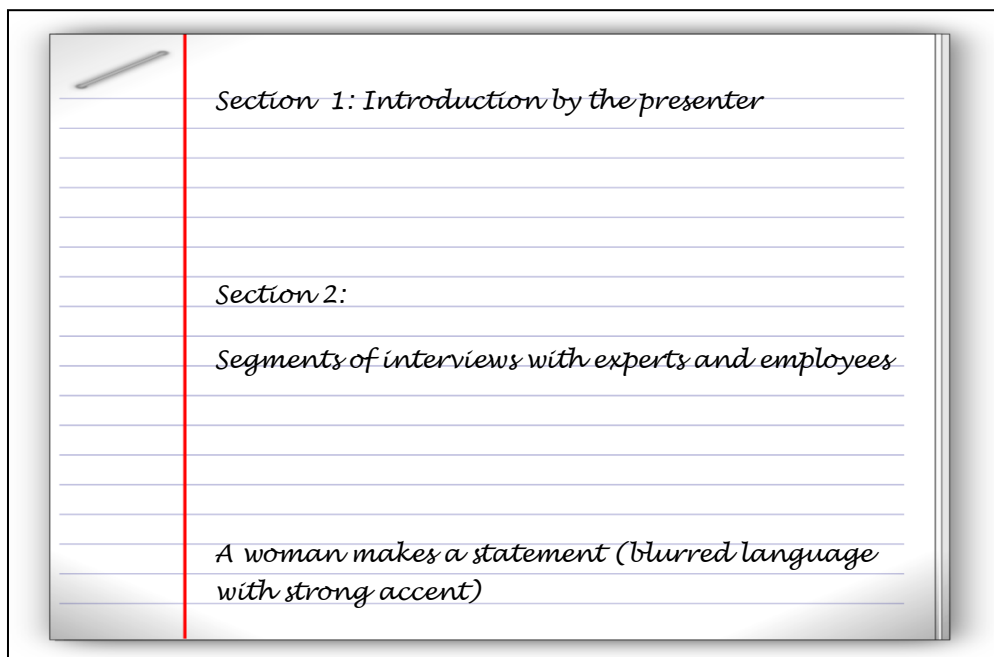 Section 1: Introduction by the presenter
Section 2:
Segments of interviews with experts and employees
A woman makes a statement (blurred language
with strong accent)